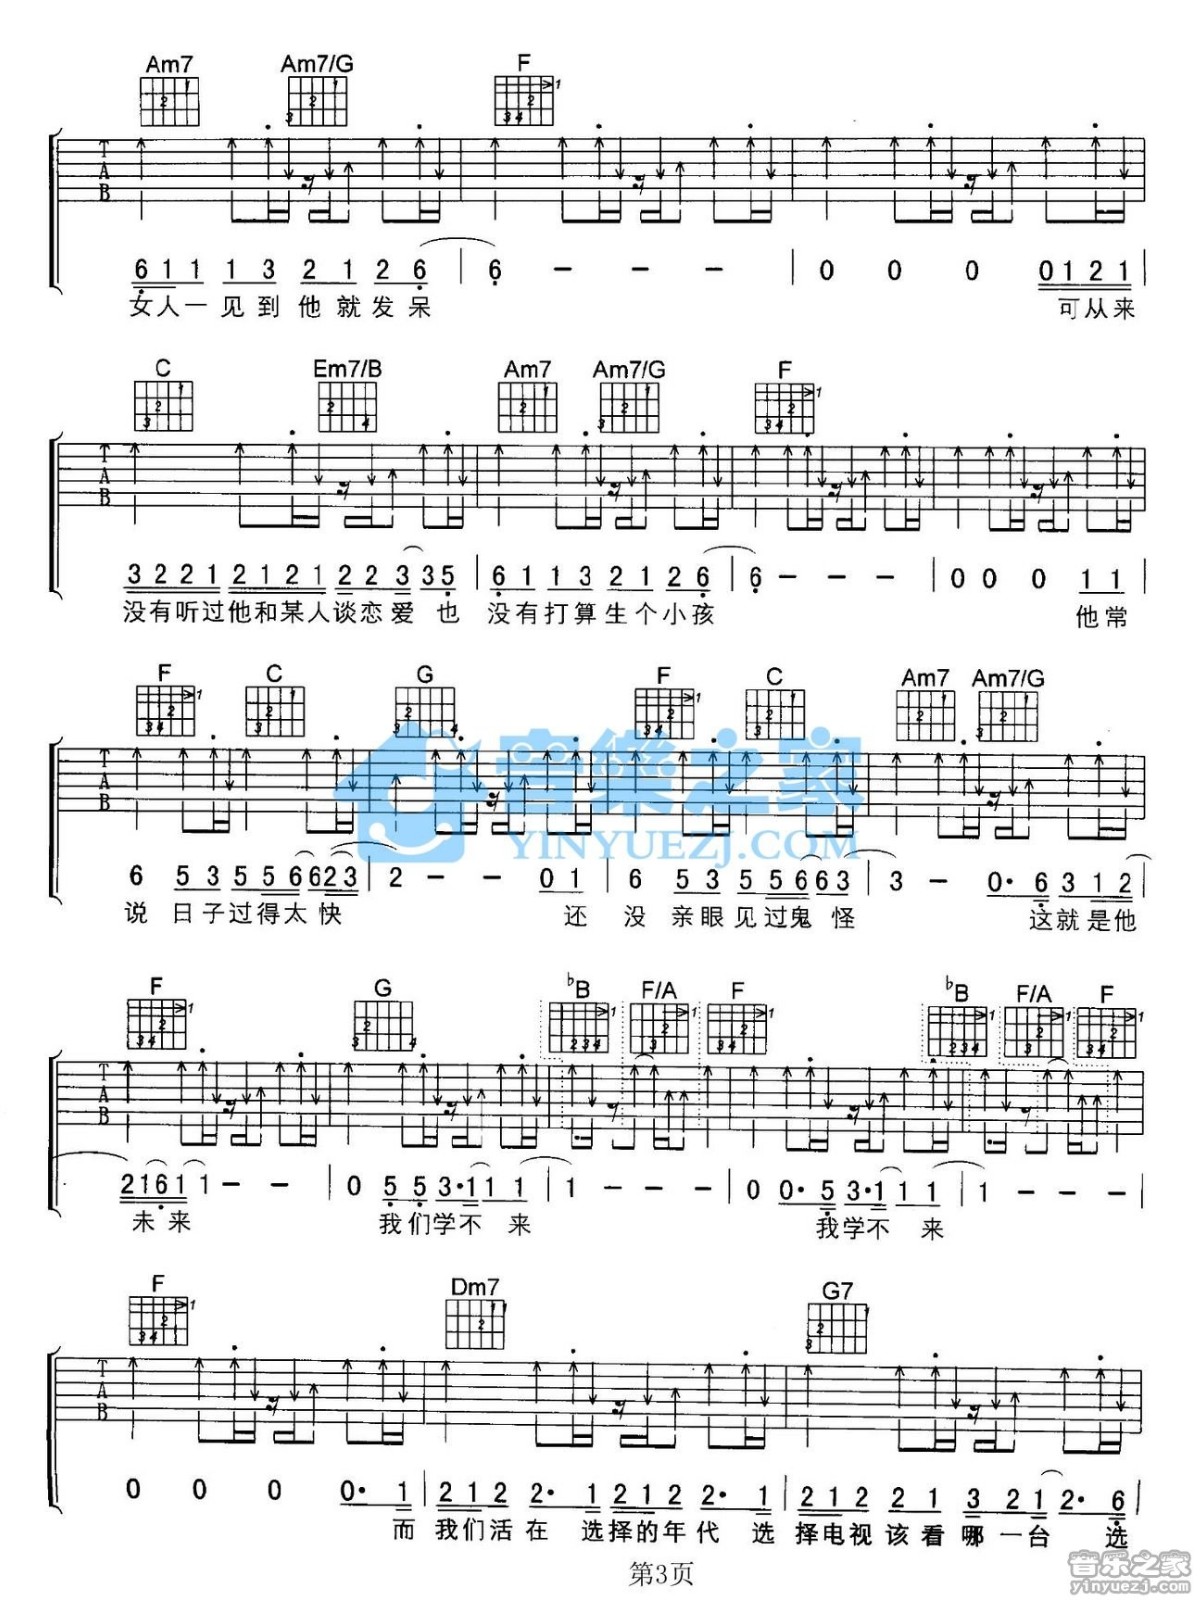 Am7 Am7/G F
T
A
B
6 1 1 1 3 2 1 2 6 | 6 - - - | 0 0 0 0 1 2 1
女人一见到他就发呆 可从来
C Em7/B Am7 Am7/G F
T
A
B
3 2 2 1 2 1 2 1 2 2 3 3 5 | 6 1 1 3 2 1 2 6 | 6 - - - | 0 0 0 1 1
没有听过他和某人谈恋爱 也 没有打算生个小孩 他常
F C G F C Am7 Am7/G
T
A
B
音樂之家
YINYUEZJ.COM
6 5 3 5 5 6 6 2 3 | 2 - - 0 1 | 6 5 3 5 5 6 6 3 | 3 - 0· 6 3 1 2
说 日子过得太快 还 没亲眼见过鬼怪 这就是他
F G ♭B F/A F ♭B F/A F
T
A
B
2 1 6 1 1 - - | 0 5 5 3· 1 1 1 | 1 - - - | 0 0· 5 3· 1 1 1 | 1 - - -
未来 我们学不来 我学不来
F Dm7 G7
T
A
B
0 0 0 0· 1 | 2 1 2 2· 1 2 1 2 2· 1 | 2 1 2 2 1 3 2 1 2· 6
而 我们活在 选择的年代 选 择电视该看哪一台 选
第3页
音乐之家
yinyuezj.com